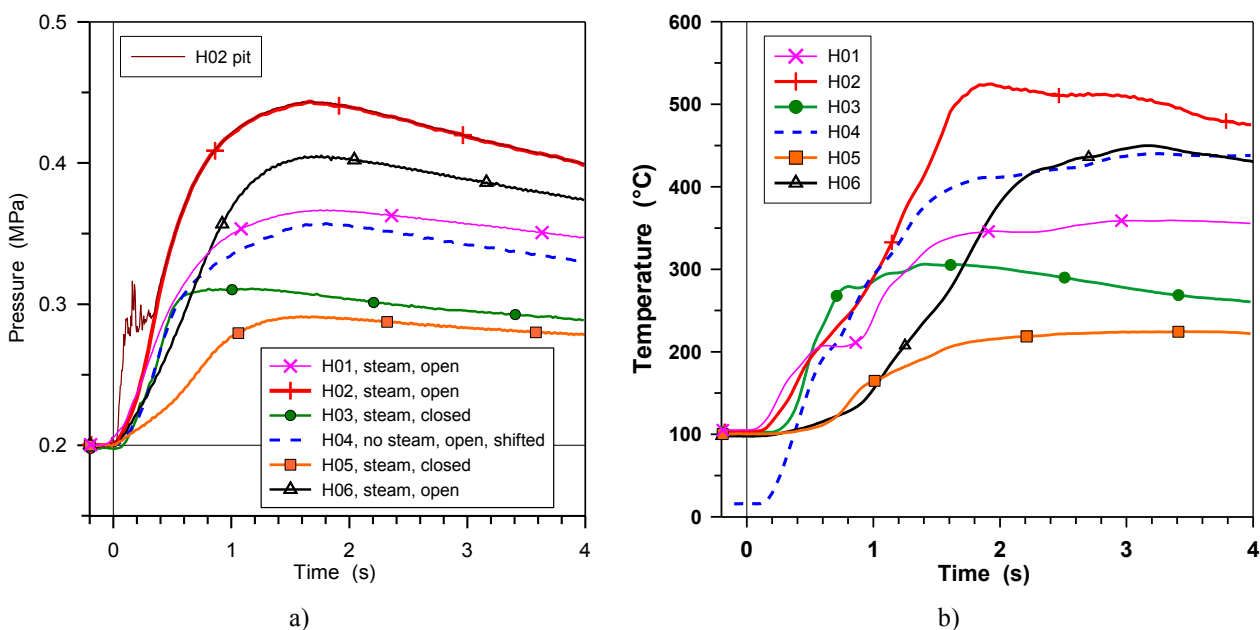 0.5
0.4
0.3
0.2
Pressure (MPa)
H02 pit
H01, steam, open
H02, steam, open
H03, steam, closed
H04, no steam, open, shifted
H05, steam, closed
H06, steam, open
0 1 2 3 4
Time (s)
a)
600
500
400
300
200
100
0
Temperature (°C)
H01
H02
H03
H04
H05
H06
0 1 2 3 4
Time (s)
b)